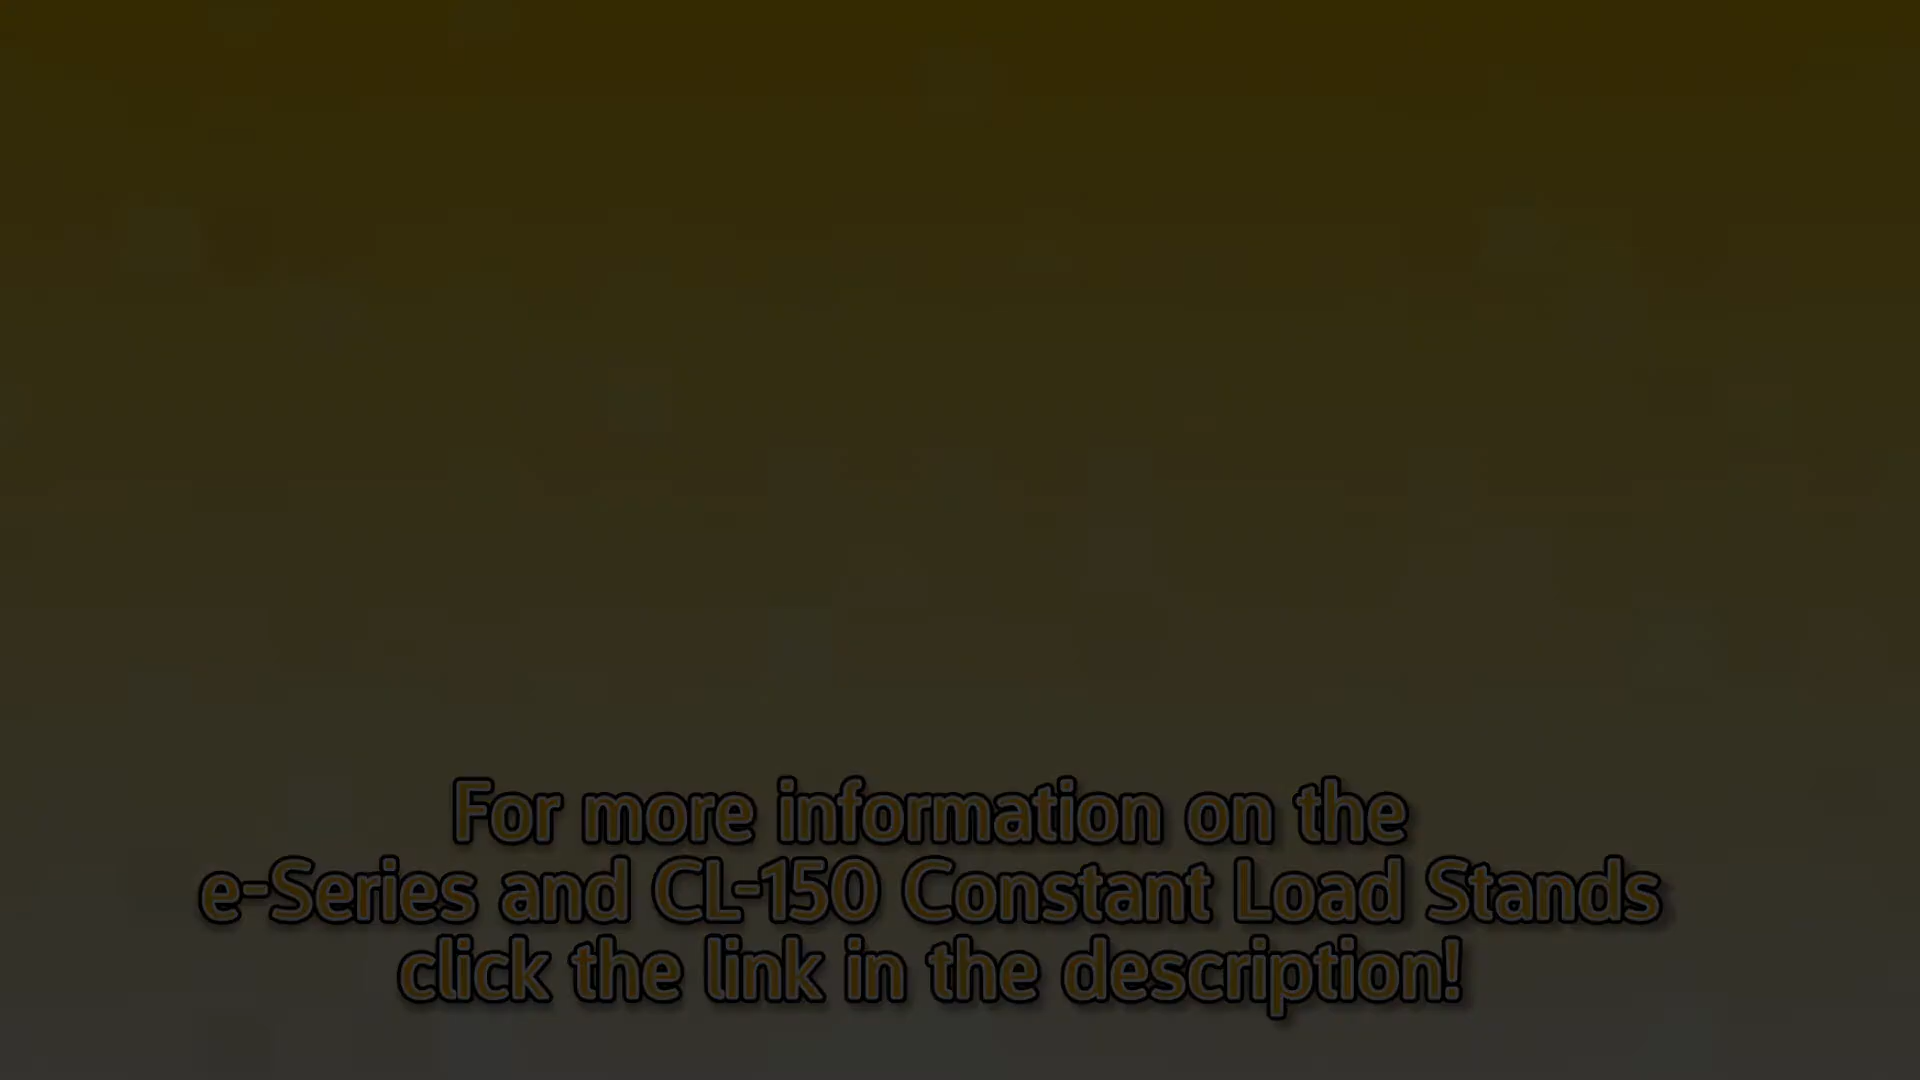 For more information on the
e-Series and CL-150 Constant Load Stands
click the link in the description!